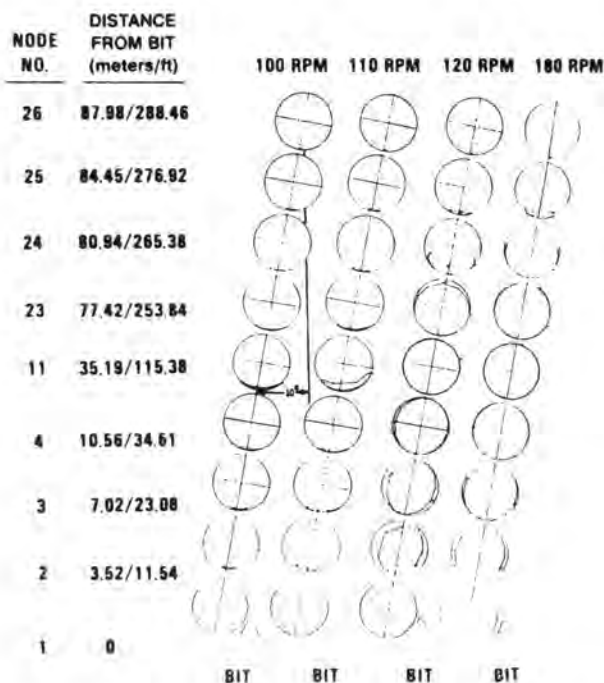 NODE NO.
DISTANCE FROM BIT (meters/ft)
100 RPM 110 RPM 120 RPM 180 RPM
26 87.98/288.46
25 84.45/276.92
24 80.94/265.38
23 77.42/253.84
11 35.19/115.38
4 10.56/34.61
3 7.02/23.08
2 3.52/11.54
1 0
BIT BIT BIT BIT